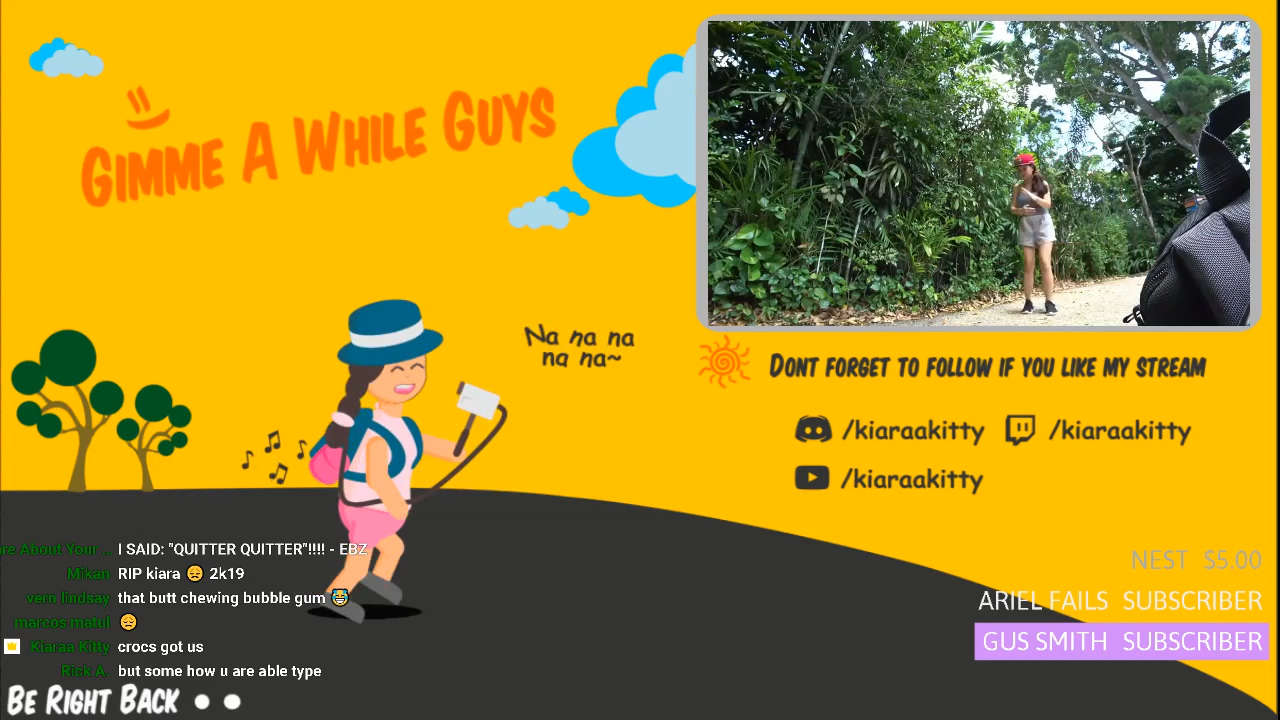 Gimme A While Guys
Na na na
na na~
Dont forget to follow if you like my stream
/kiaraakitty /kiaraakitty
/kiaraakitty
re About Your ... I SAID: "QUITTER QUITTER"!!!! - EBZ
Mikan RIP kiara 😞 2k19
vern lindsay that butt chewing bubble gum 😹
marcos matul 😞
Kiaraa Kitty crocs got us
Rick A. but some how u are able type
NEST $5.00
ARIEL FAILS SUBSCRIBER
GUS SMITH SUBSCRIBER
Be Right Back